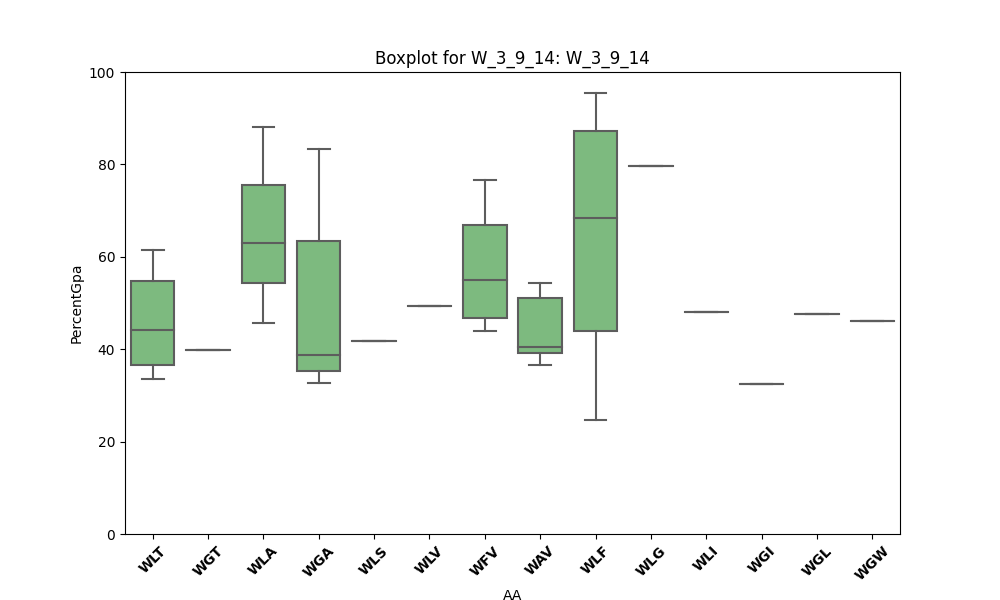 Boxplot for W_3_9_14: W_3_9_14
100
80
60
40
20
0
PercentGpa
WLT
WGT
WLA
WGA
WLS
WLV
WFV
WAV
WLF
WLG
WLI
WGI
WGL
WGW
AA